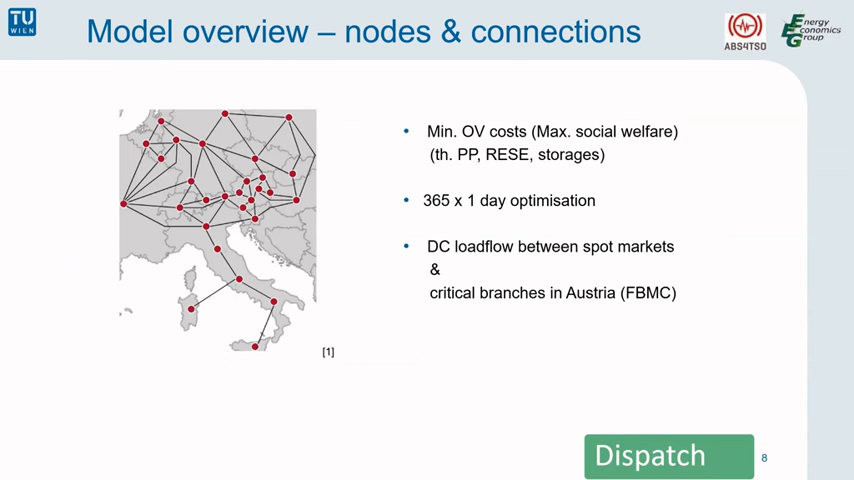 TU
WIEN
Model overview – nodes & connections
ABS4TSO
Energy
Economics
Group
• Min. OV costs (Max. social welfare)
(th. PP, RESE, storages)
• 365 x 1 day optimisation
• DC loadflow between spot markets
&
critical branches in Austria (FBMC)
[1]
Dispatch
8